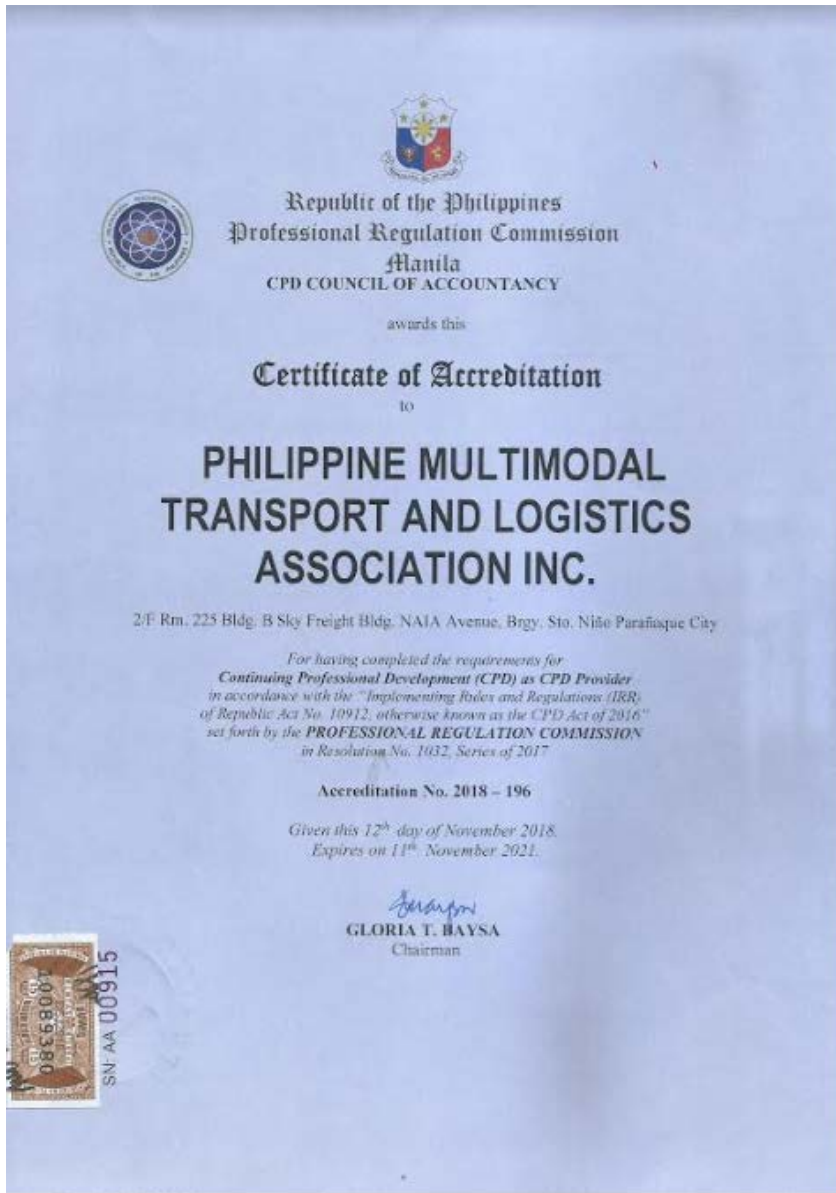 Republic of the Philippines
Professional Regulation Commission
Manila
CPD COUNCIL OF ACCOUNTANCY
awards this
Certificate of Accreditation
to
PHILIPPINE MULTIMODAL
TRANSPORT AND LOGISTICS
ASSOCIATION INC.
2/F Rm. 225 Bldg. B Sky Freight Bldg. NAIA Avenue, Brgy. Sto. Niño Parañaque City
For having completed the requirements for
Continuing Professional Development (CPD) as CPD Provider
in accordance with the "Implementing Rules and Regulations (IRR)
of Republic Act No. 10912, otherwise known as the CPD Act of 2016"
set forth by the PROFESSIONAL REGULATION COMMISSION
in Resolution No. 1032, Series of 2017
Accreditation No. 2018 – 196
Given this 12th day of November 2018.
Expires on 11th November 2021.
GLORIA T. BAYSA
Chairman
SN- AA 00915